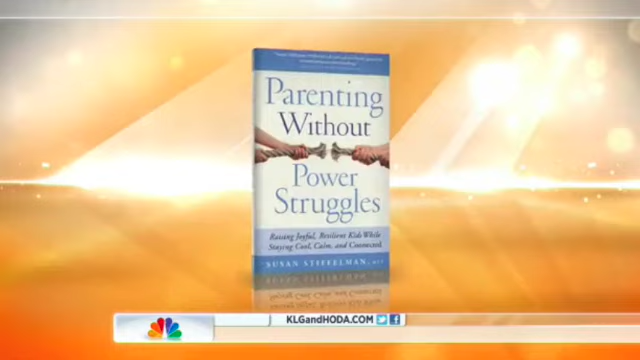 Parenting
Without
Power
Struggles
Raising Joyful, Resilient Kids While
Staying Cool, Calm, and Connected
SUSAN STIFFELMAN, MFT
KLGandHODA.COM